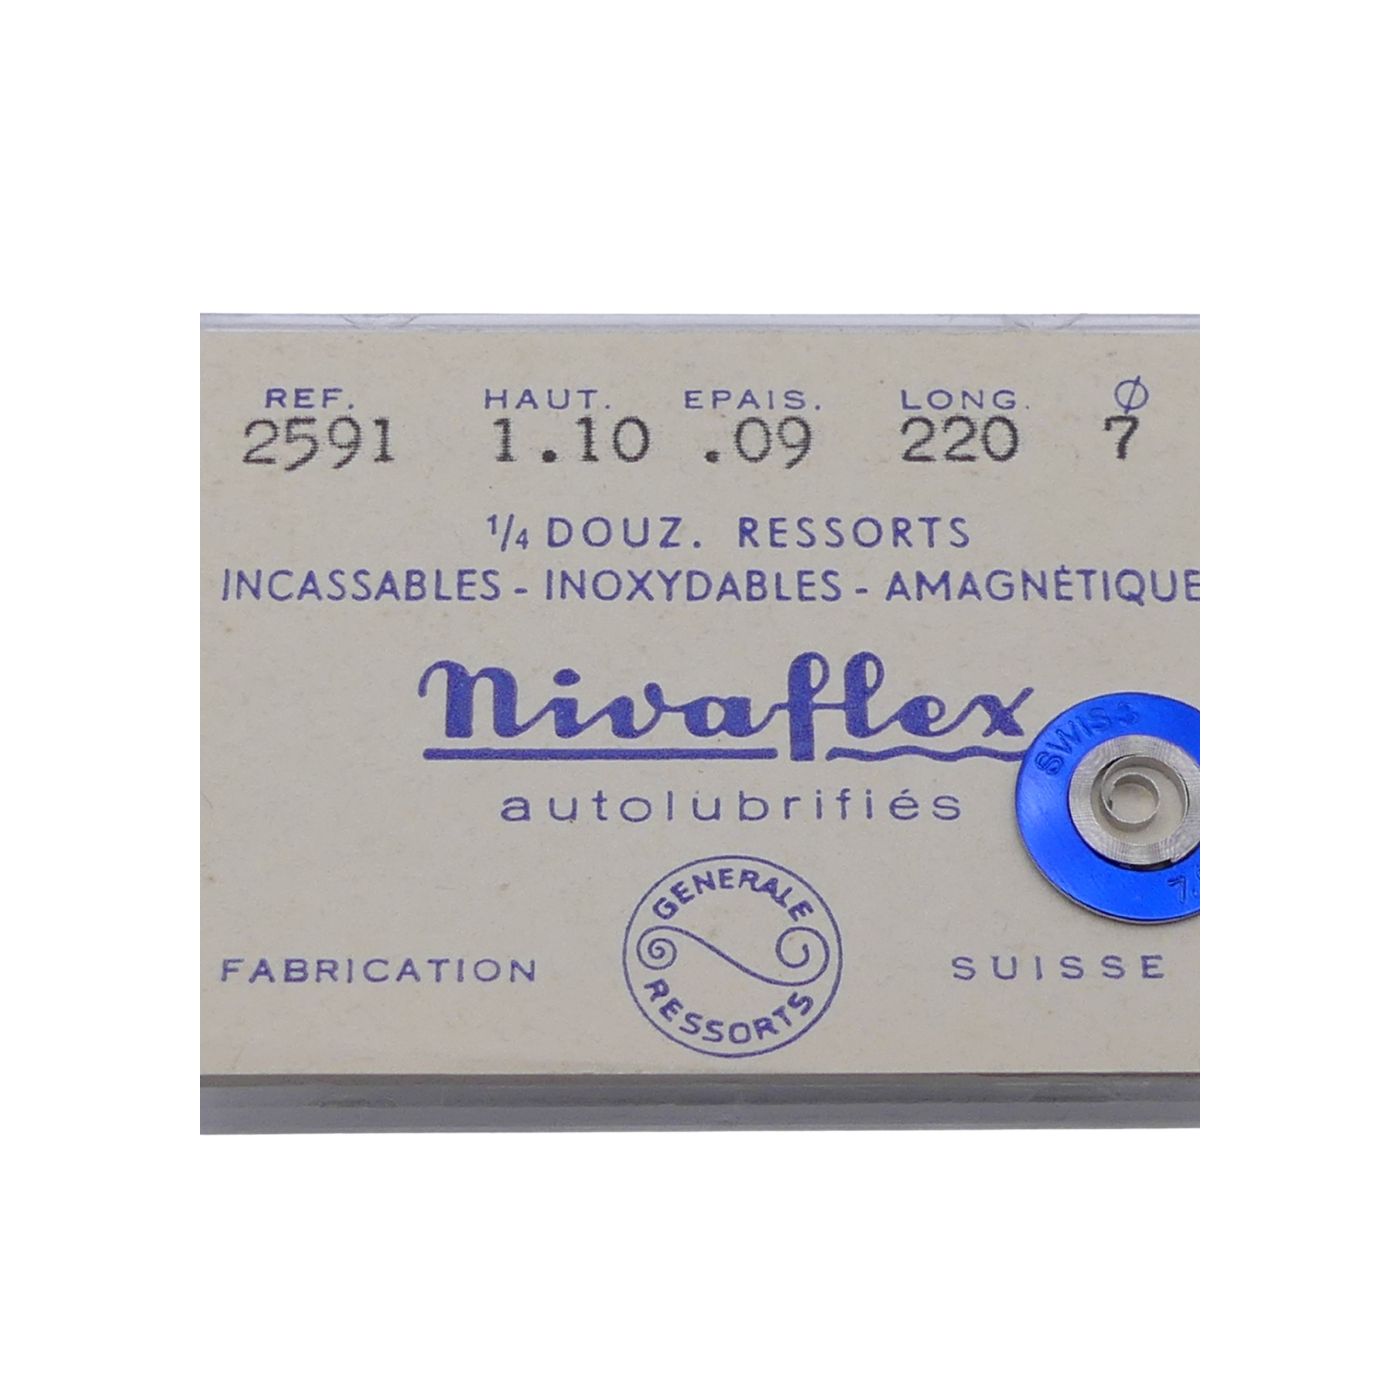 REF. HAUT. EPAIS. LONG. Ø
2591 1.10 .09 220 7
1/4 DOUZ. RESSORTS
INCASSABLES - INOXYDABLES - AMAGNÉTIQUE
Nivaflex
autolubrifiés
SWISS
GENERALE
RESSORTS
FABRICATION SUISSE